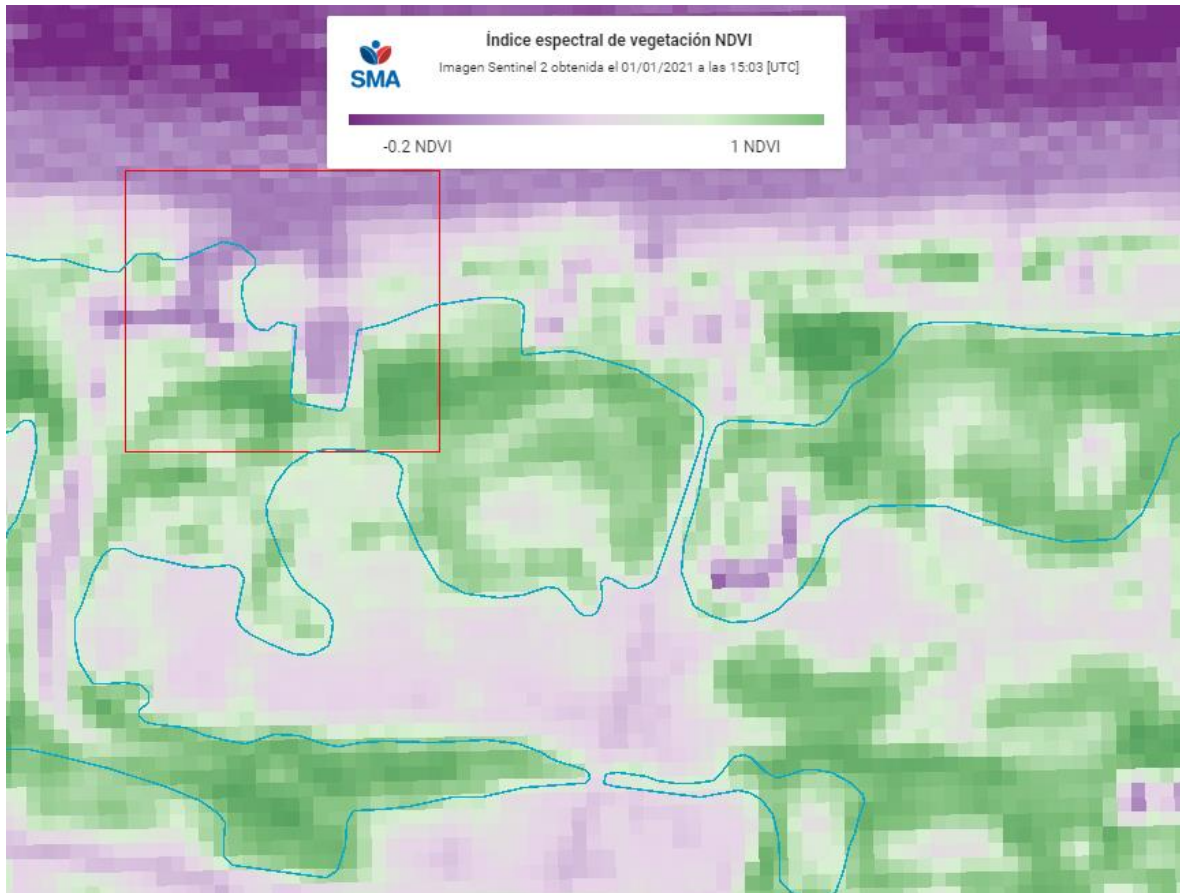 Índice espectral de vegetación NDVI
Imagen Sentinel 2 obtenida el 01/01/2021 a las 15:03 [UTC]
SMA
-0.2 NDVI
1 NDVI